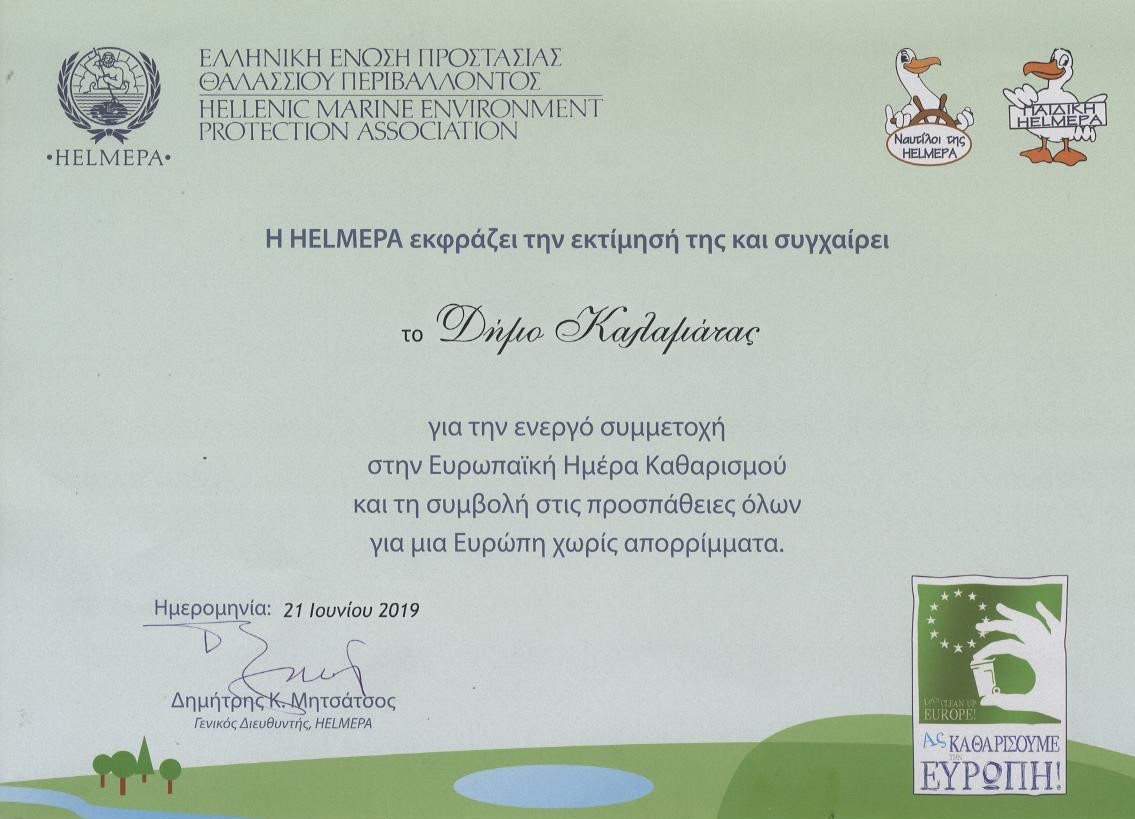 ΕΛΛΗΝΙΚΗ ΕΝΩΣΗ ΠΡΟΣΤΑΣΙΑΣ
ΘΑΛΑΣΣΙΟΥ ΠΕΡΙΒΑΛΛΟΝΤΟΣ
HELLENIC MARINE ENVIRONMENT
PROTECTION ASSOCIATION
•HELMEPA•
Ναυτίλοι της
HELMEPA
ΠΑΙΔΙΚΗ
HELMEPA
Η HELMEPA εκφράζει την εκτίμησή της και συγχαίρει
το Δήμο Καλαμάτας
για την ενεργό συμμετοχή
στην Ευρωπαϊκή Ημέρα Καθαρισμού
και τη συμβολή στις προσπάθειες όλων
για μια Ευρώπη χωρίς απορρίμματα.
Ημερομηνία: 21 Ιουνίου 2019
Δημήτρης Κ. Μητσάτσος
Γενικός Διευθυντής, HELMEPA
Let's CLEAN UP
EUROPE!
Ας ΚΑΘΑΡΙΣΟΥΜΕ
ΤΗΝ
ΕΥΡΩΠΗ!